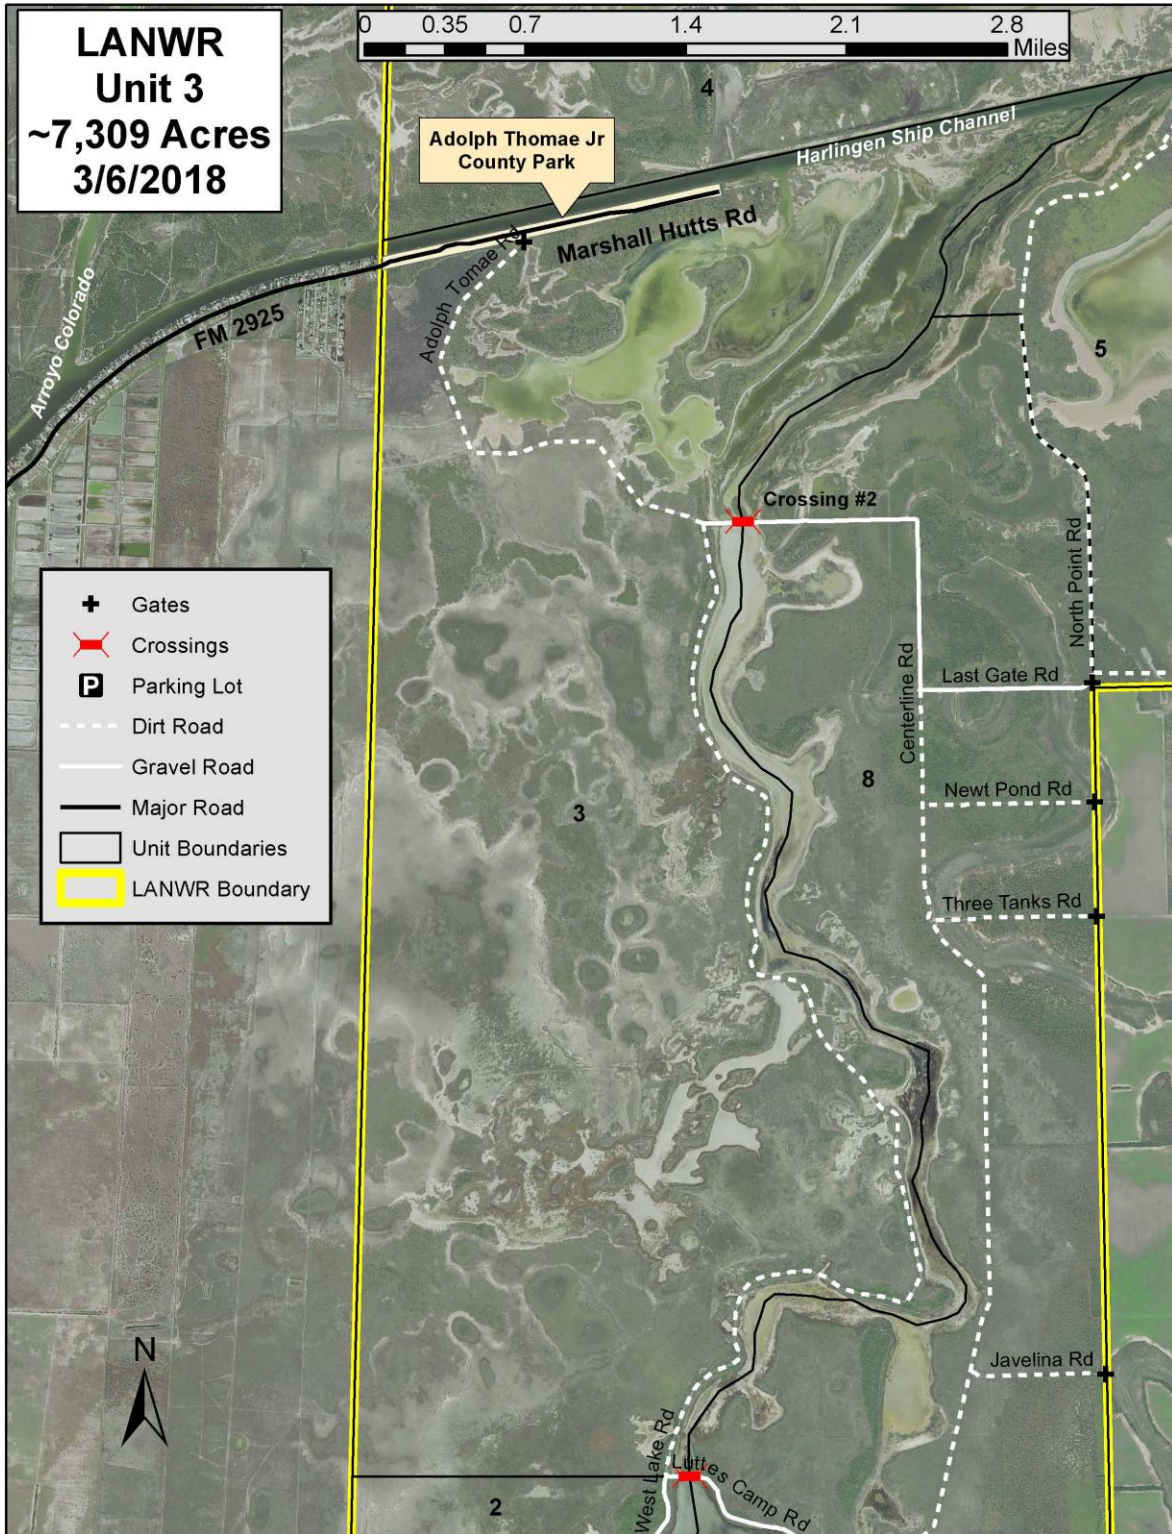 LANWR
Unit 3
~7,309 Acres
3/6/2018
0 0.35 0.7 1.4 2.1 2.8
Miles
4
Adolph Thomae Jr
County Park
Harlingen Ship Channel
Marshall Hutts Rd
Adolph Tomae Rd
FM 2925
Arroyo Colorado
5
Crossing #2
North Point Rd
Centerline Rd
Last Gate Rd
Newt Pond Rd
Three Tanks Rd
8
3
Gates
Crossings
P Parking Lot
Dirt Road
Gravel Road
Major Road
Unit Boundaries
LANWR Boundary
Javelina Rd
N
West Lake Rd
Luttes Camp Rd
2